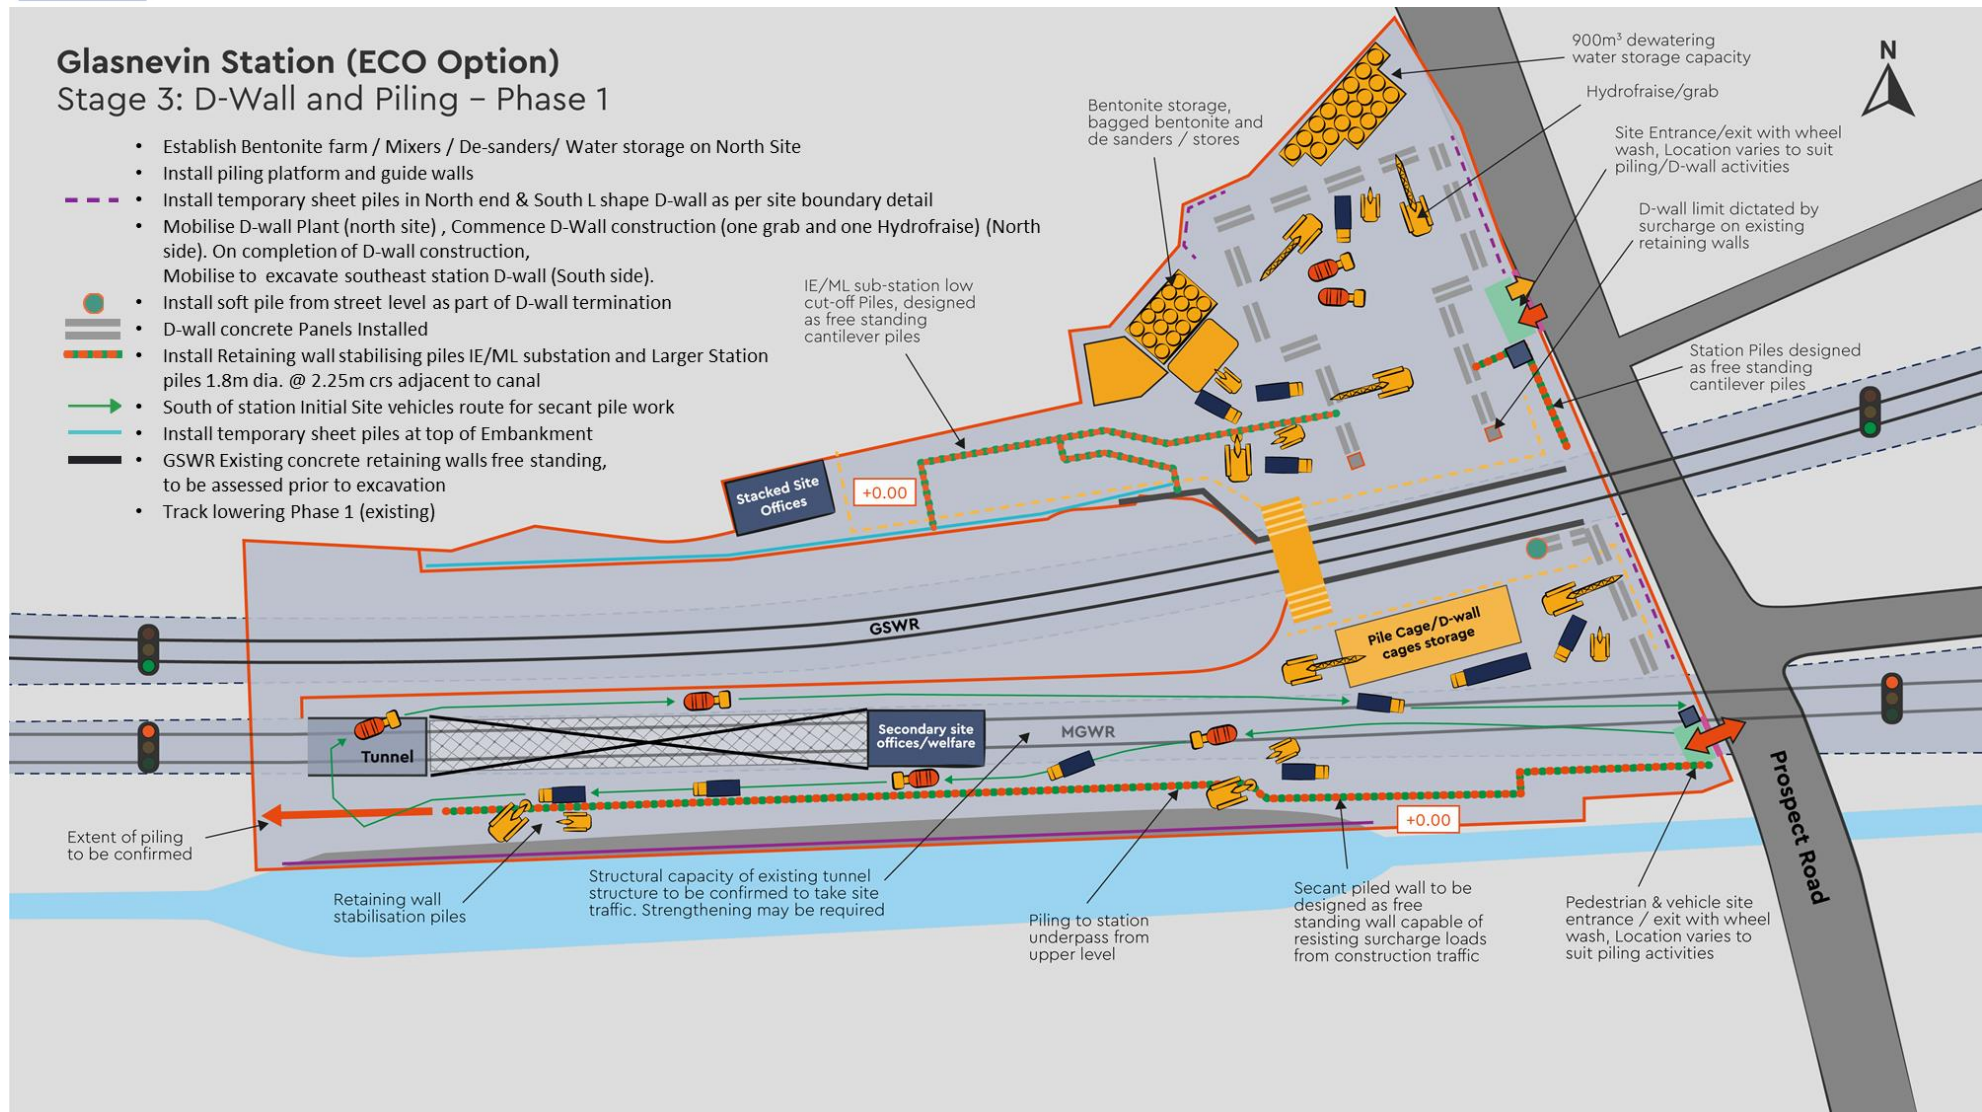 Glasnevin Station (ECO Option)
Stage 3: D-Wall and Piling – Phase 1
• Establish Bentonite farm / Mixers / De-sanders/ Water storage on North Site
• Install piling platform and guide walls
• Install temporary sheet piles in North end & South L shape D-wall as per site boundary detail
• Mobilise D-wall Plant (north site) , Commence D-Wall construction (one grab and one Hydrofraise) (North
side). On completion of D-wall construction,
Mobilise to excavate southeast station D-wall (South side).
• Install soft pile from street level as part of D-wall termination
• D-wall concrete Panels Installed
• Install Retaining wall stabilising piles IE/ML substation and Larger Station
piles 1.8m dia. @ 2.25m crs adjacent to canal
• South of station Initial Site vehicles route for secant pile work
• Install temporary sheet piles at top of Embankment
• GSWR Existing concrete retaining walls free standing,
to be assessed prior to excavation
• Track lowering Phase 1 (existing)
900m³ dewatering
water storage capacity
Hydrofraise/grab
Site Entrance/exit with wheel
wash, Location varies to suit
piling/D-wall activities
D-wall limit dictated by
surcharge on existing
retaining walls
Station Piles designed
as free standing
cantilever piles
N
Bentonite storage,
bagged bentonite and
de sanders / stores
IE/ML sub-station low
cut-off Piles, designed
as free standing
cantilever piles
Stacked Site
Offices
+0.00
GSWR
Pile Cage/D-wall
cages storage
Tunnel
Secondary site
offices/welfare
MGWR
+0.00
Prospect Road
Extent of piling
to be confirmed
Retaining wall
stabilisation piles
Structural capacity of existing tunnel
structure to be confirmed to take site
traffic. Strengthening may be required
Piling to station
underpass from
upper level
Secant piled wall to be
designed as free
standing wall capable of
resisting surcharge loads
from construction traffic
Pedestrian & vehicle site
entrance / exit with wheel
wash, Location varies to
suit piling activities